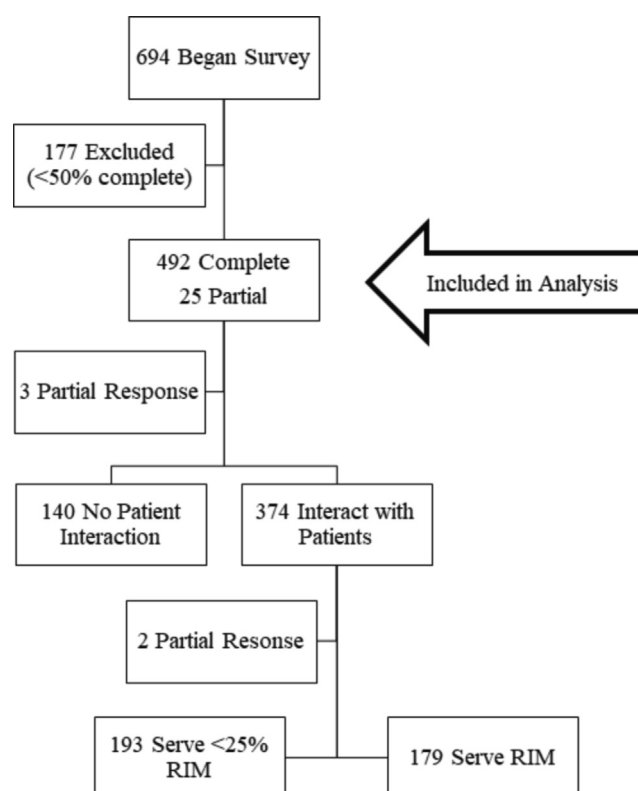 694 Began Survey
177 Excluded
(<50% complete)
492 Complete
25 Partial
Included in Analysis
3 Partial Response
140 No Patient
Interaction
374 Interact with
Patients
2 Partial Resonse
193 Serve <25%
RIM
179 Serve RIM